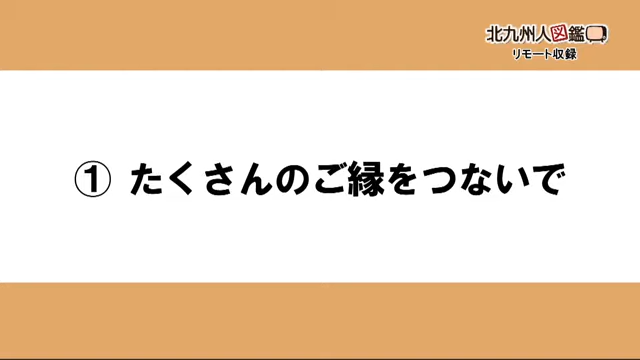 北九州人図鑑
リモート収録
① たくさんのご縁をつないで